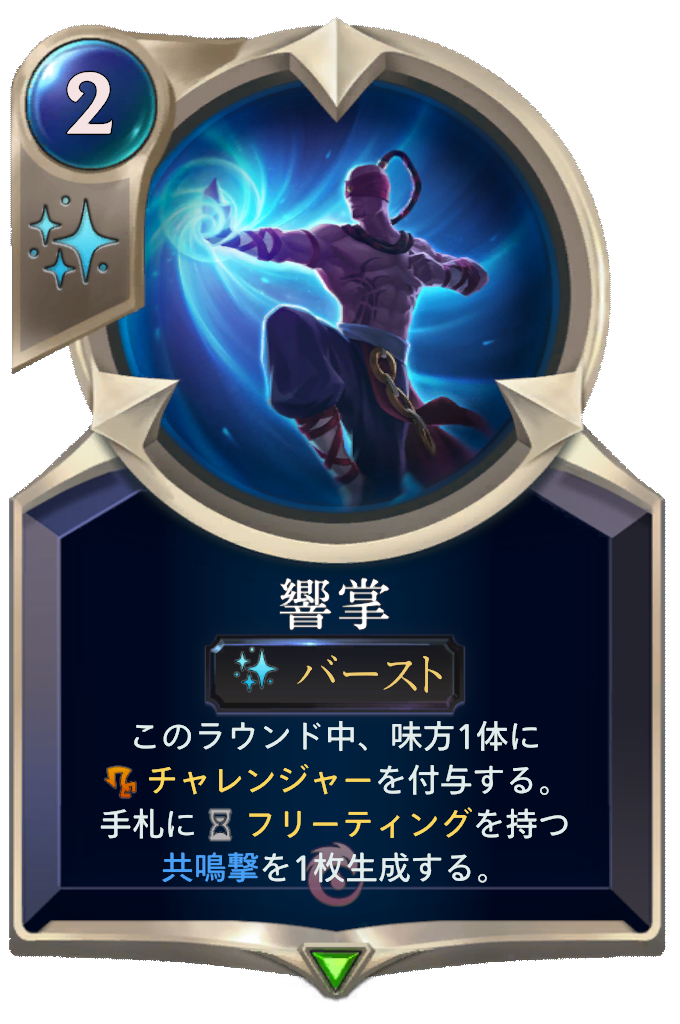 2
響掌
バースト
このラウンド中、味方1体に
チャレンジャーを付与する。
手札に フリーティングを持つ
共鳴撃を1枚生成する。